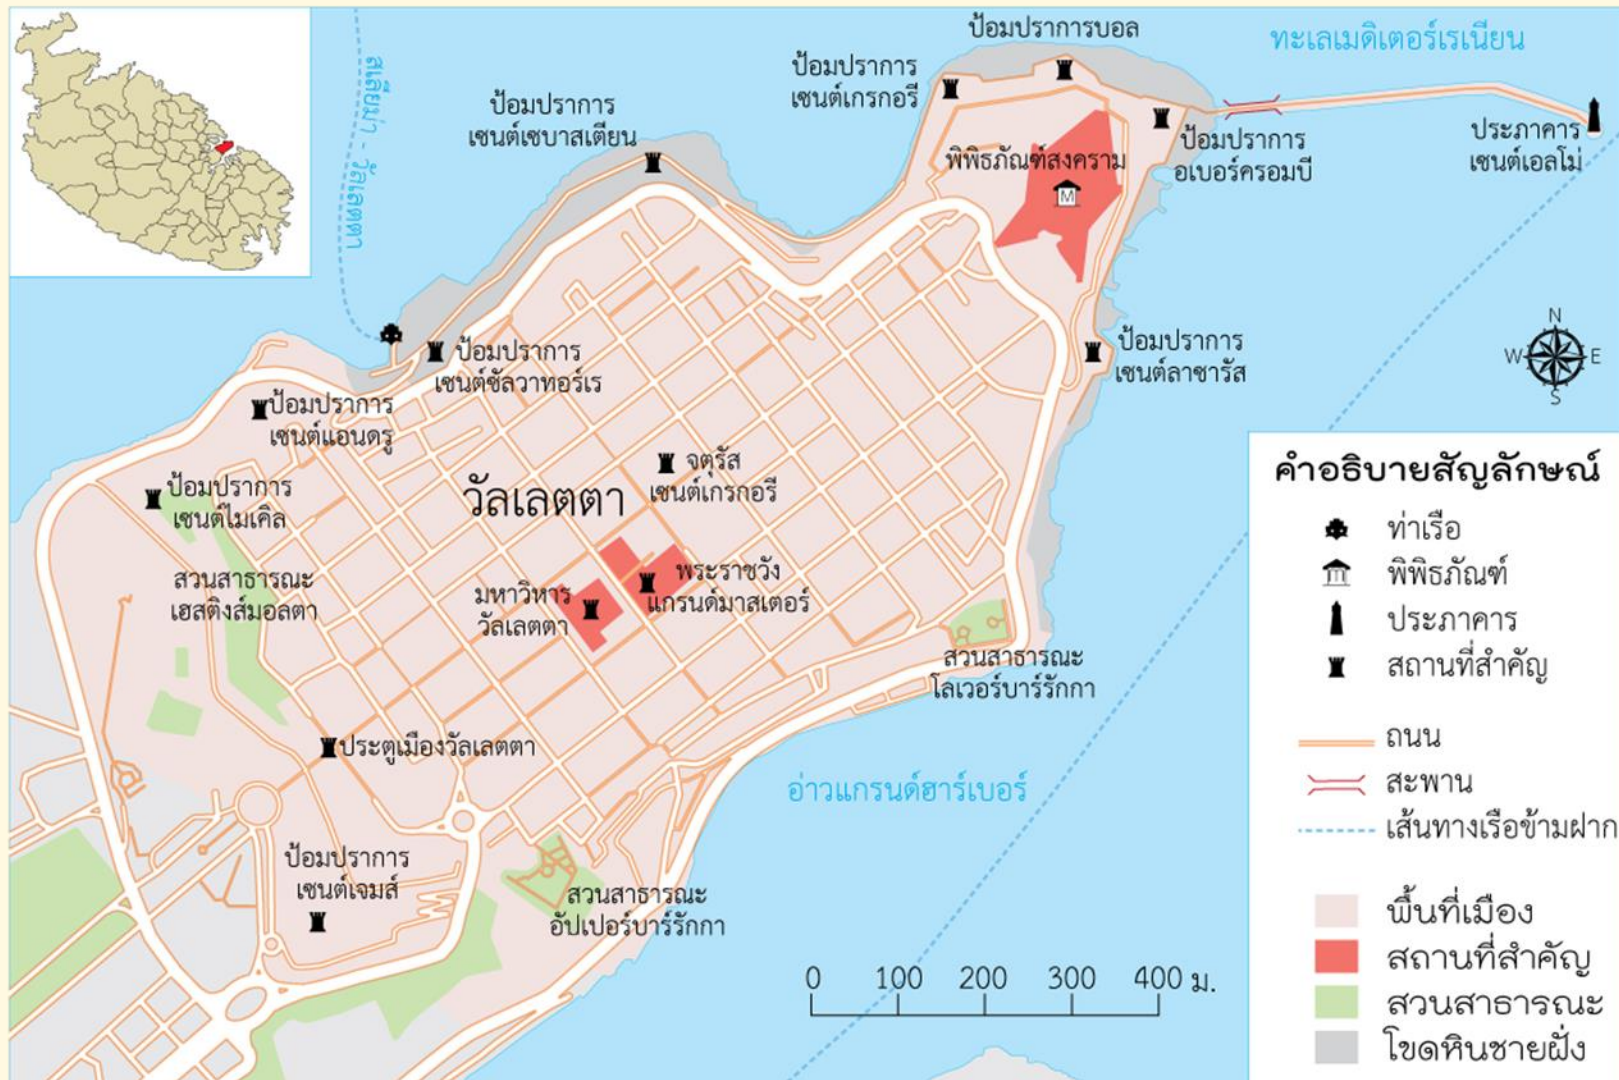 ป้อมปราการบอล
ทะเลเมดิเตอร์เรเนียน
ป้อมปราการ
เซนต์เกรกอรี
ป้อมปราการ
เซนต์เซบาสเตียน
สเลียม่า - วัลเลตตา
ป้อมปราการ
อเบอร์ครอมบี
ประภาคาร
เซนต์เอลโม่
พิพิธภัณฑ์สงคราม
M
ป้อมปราการ
เซนต์ซัลวาทอร์เร
ป้อมปราการ
เซนต์ลาซารัส
N
W E
S
ป้อมปราการ
เซนต์แอนดรู
ป้อมปราการ
เซนต์ไมเคิล
วัลเลตตา
จตุรัส
เซนต์เกรกอรี
สวนสาธารณะ
เฮสติงส์มอลตา
มหาวิหาร
วัลเลตตา
พระราชวัง
แกรนด์มาสเตอร์
สวนสาธารณะ
โลเวอร์บาร์รักกา
ประตูเมืองวัลเลตตา
อ่าวแกรนด์ฮาร์เบอร์
ป้อมปราการ
เซนต์เจมส์
สวนสาธารณะ
อัปเปอร์บาร์รักกา
0 100 200 300 400 ม.
คำอธิบายสัญลักษณ์
ท่าเรือ
พิพิธภัณฑ์
ประภาคาร
สถานที่สำคัญ
ถนน
สะพาน
เส้นทางเรือข้ามฝาก
พื้นที่เมือง
สถานที่สำคัญ
สวนสาธารณะ
โขดหินชายฝั่ง